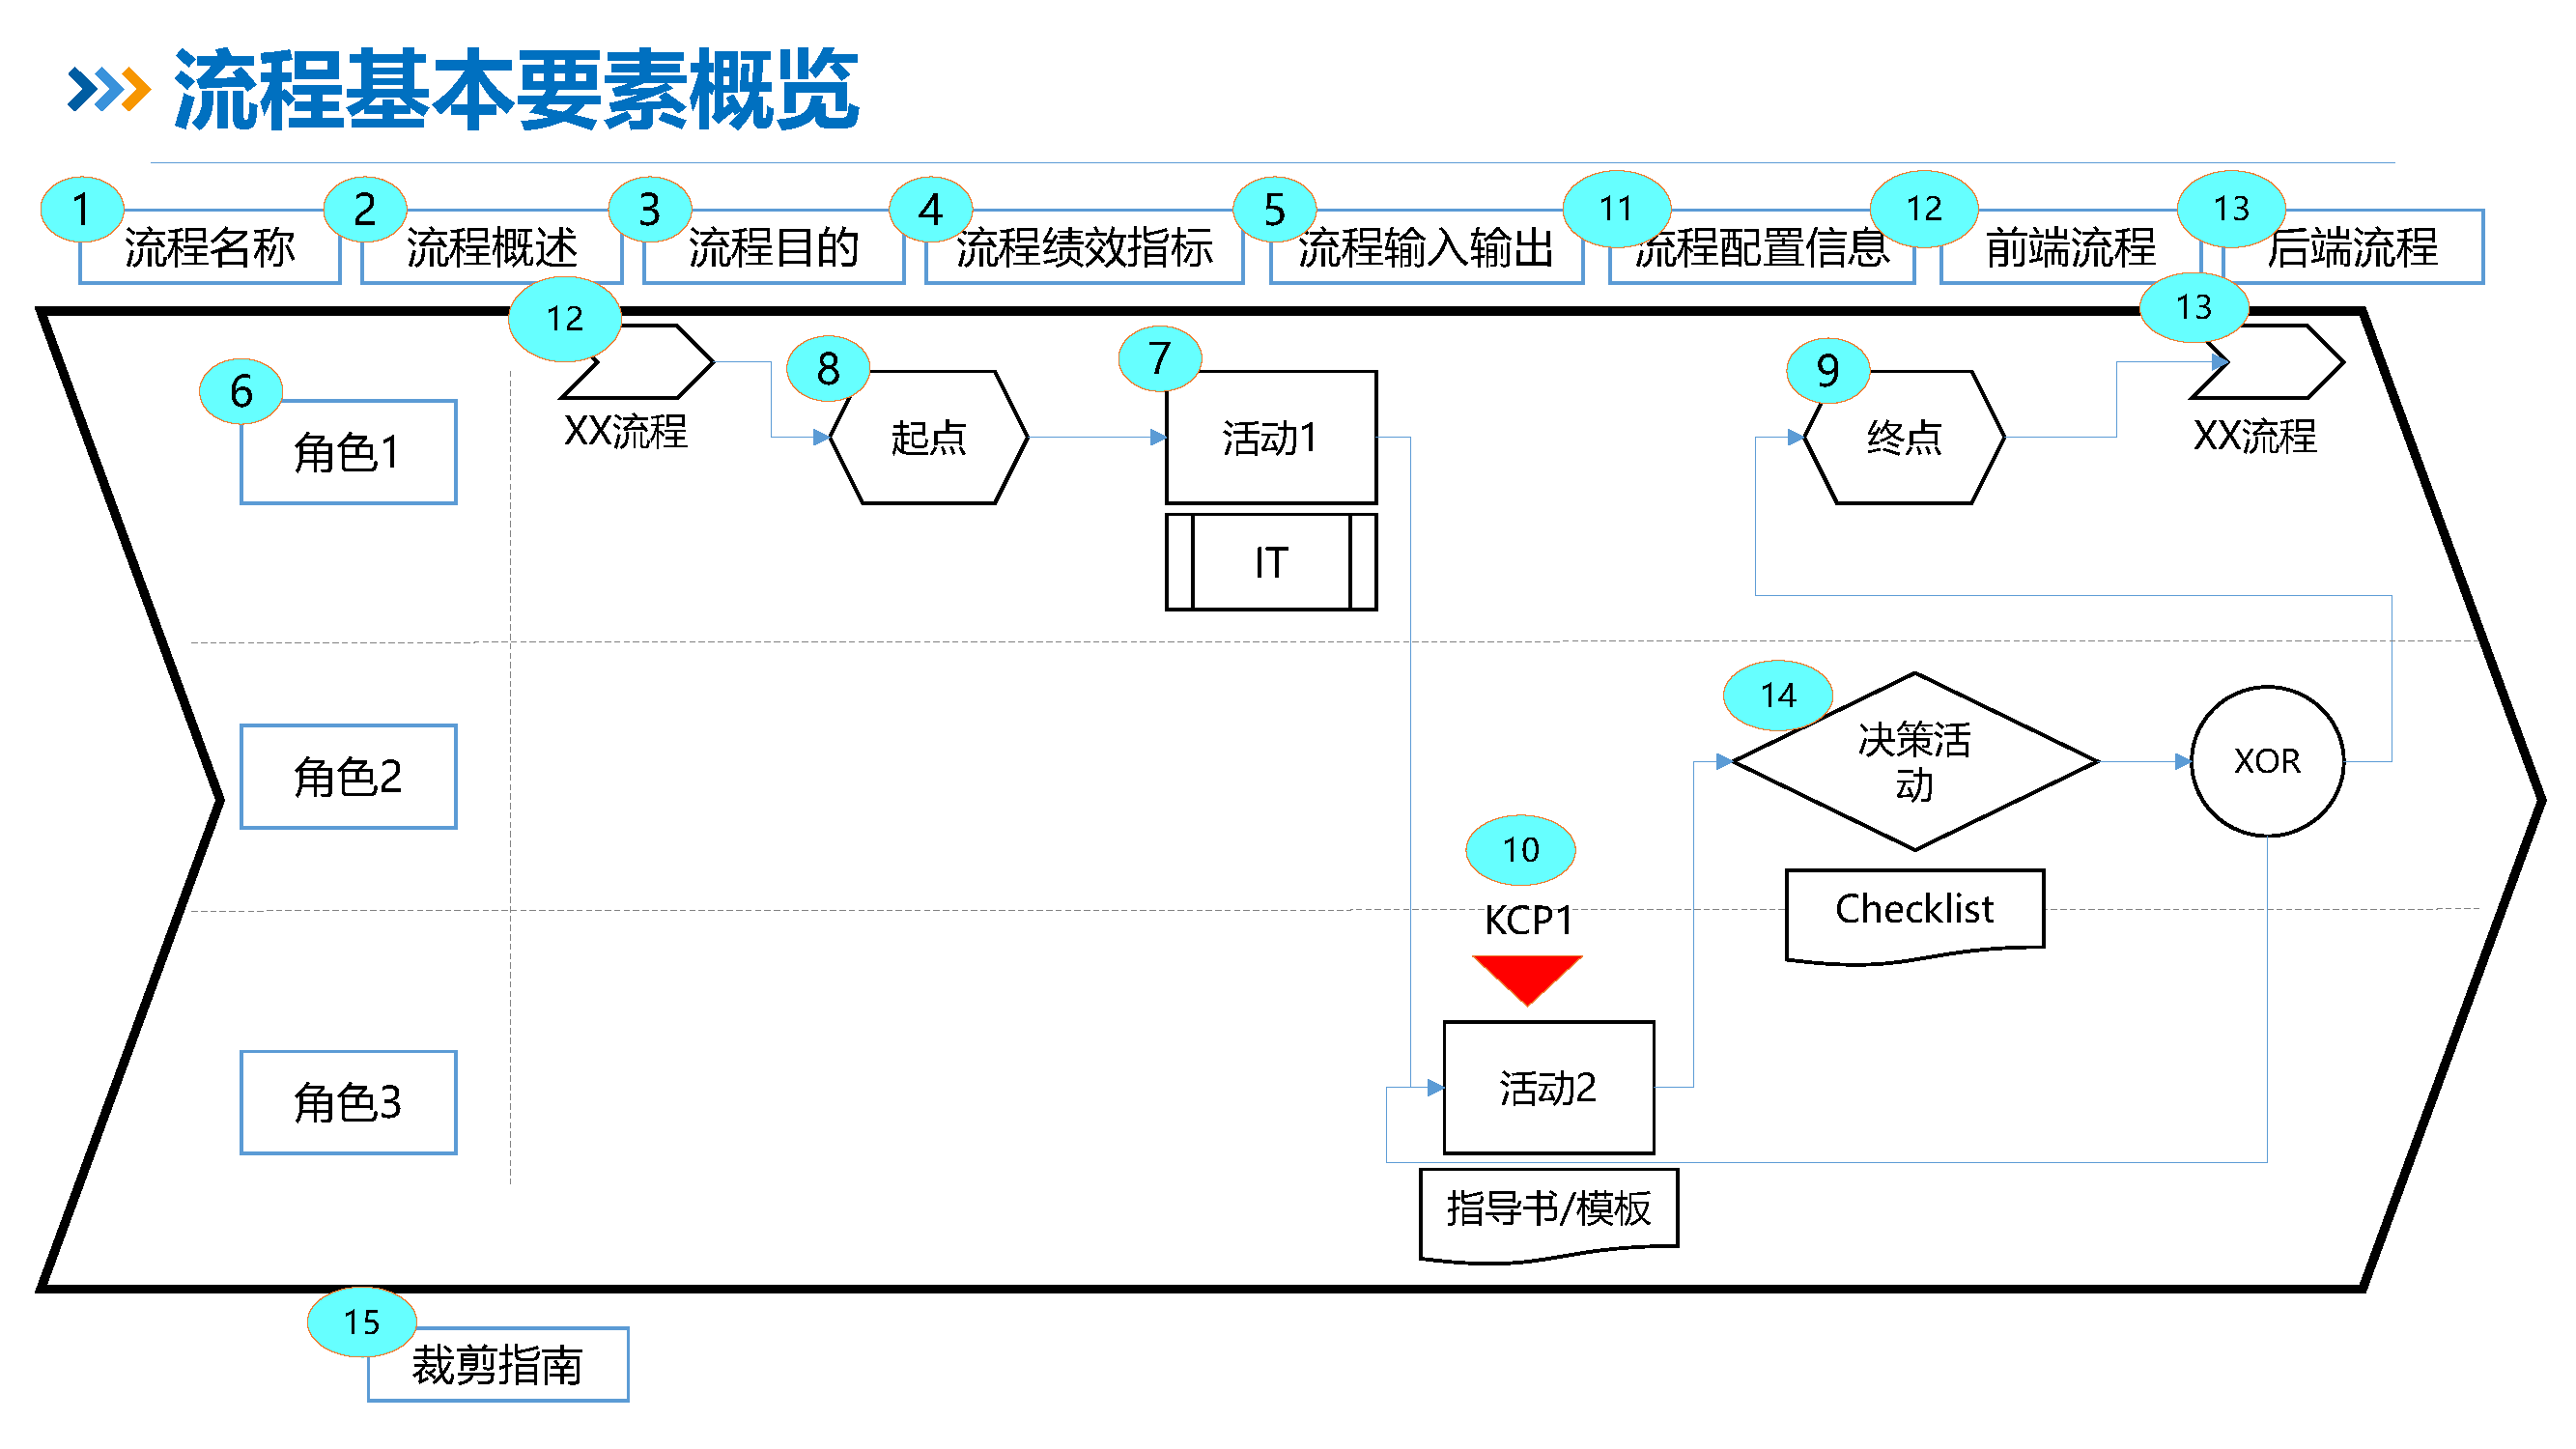 流程基本要素概览
1
2
3
4
5
11
12
13
流程名称
流程概述
流程目的
流程绩效指标
流程输入输出
流程配置信息
前端流程
后端流程
12
13
8
7
9
6
XX流程
起点
活动1
终点
XX流程
角色1
IT
14
决策活
动
XOR
角色2
10
Checklist
KCP1
活动2
角色3
指导书/模板
15
裁剪指南